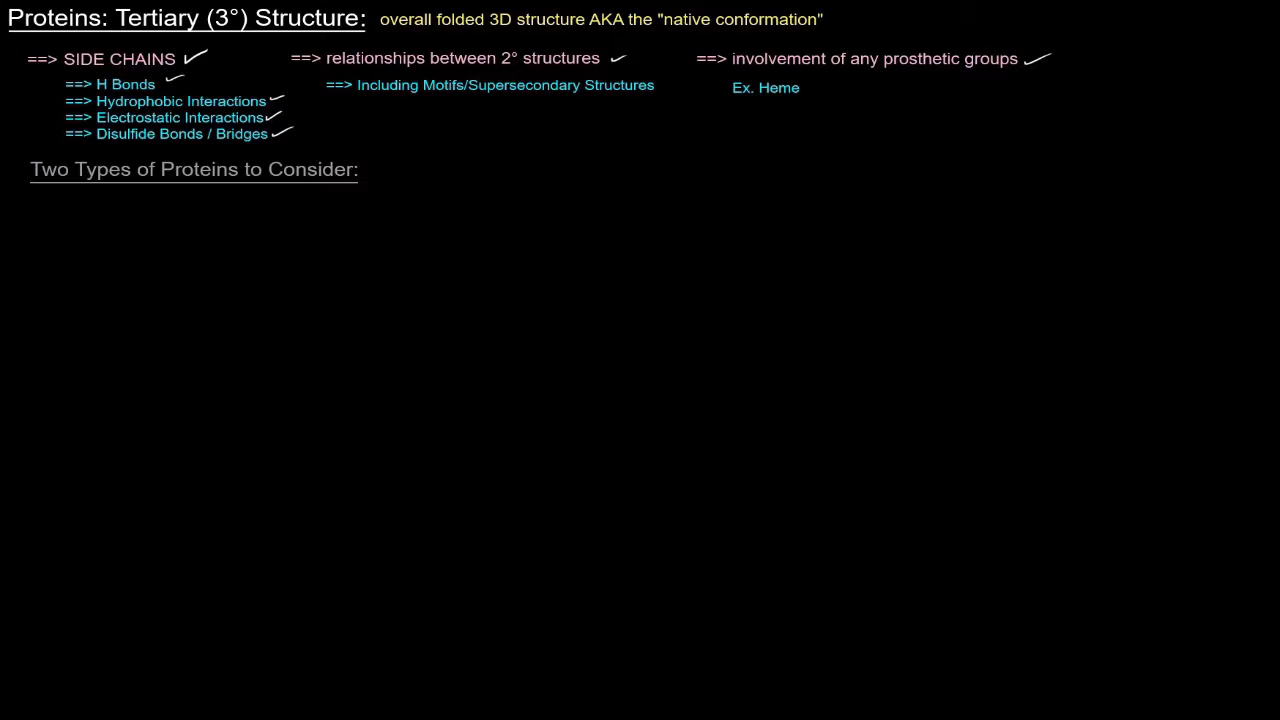 Proteins: Tertiary (3°) Structure: overall folded 3D structure AKA the "native conformation"
==> SIDE CHAINS ==> relationships between 2° structures ==> involvement of any prosthetic groups
==> H Bonds ==> Including Motifs/Supersecondary Structures Ex. Heme
==> Hydrophobic Interactions
==> Electrostatic Interactions
==> Disulfide Bonds / Bridges
Two Types of Proteins to Consider: